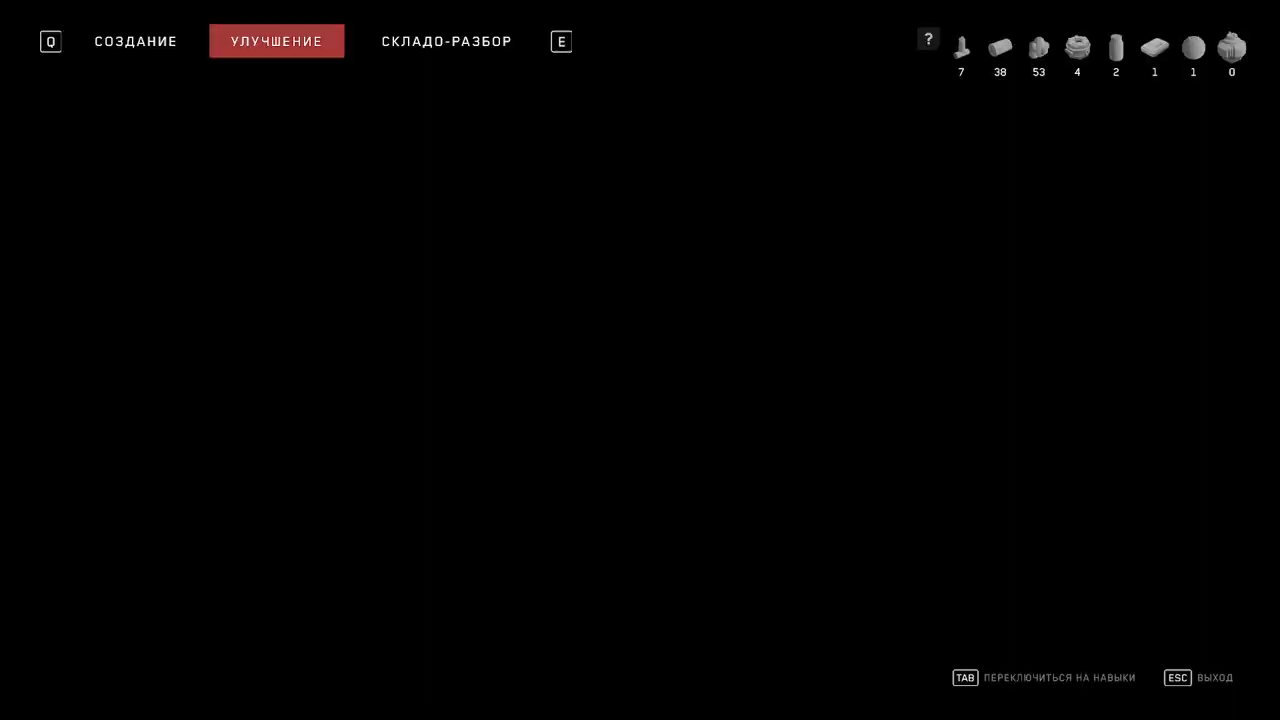 Q СОЗДАНИЕ УЛУЧШЕНИЕ СКЛАДО-РАЗБОР E ?
7 38 53 4 2 1 1 0
TAB ПЕРЕКЛЮЧИТЬСЯ НА НАВЫКИ ESC ВЫХОД